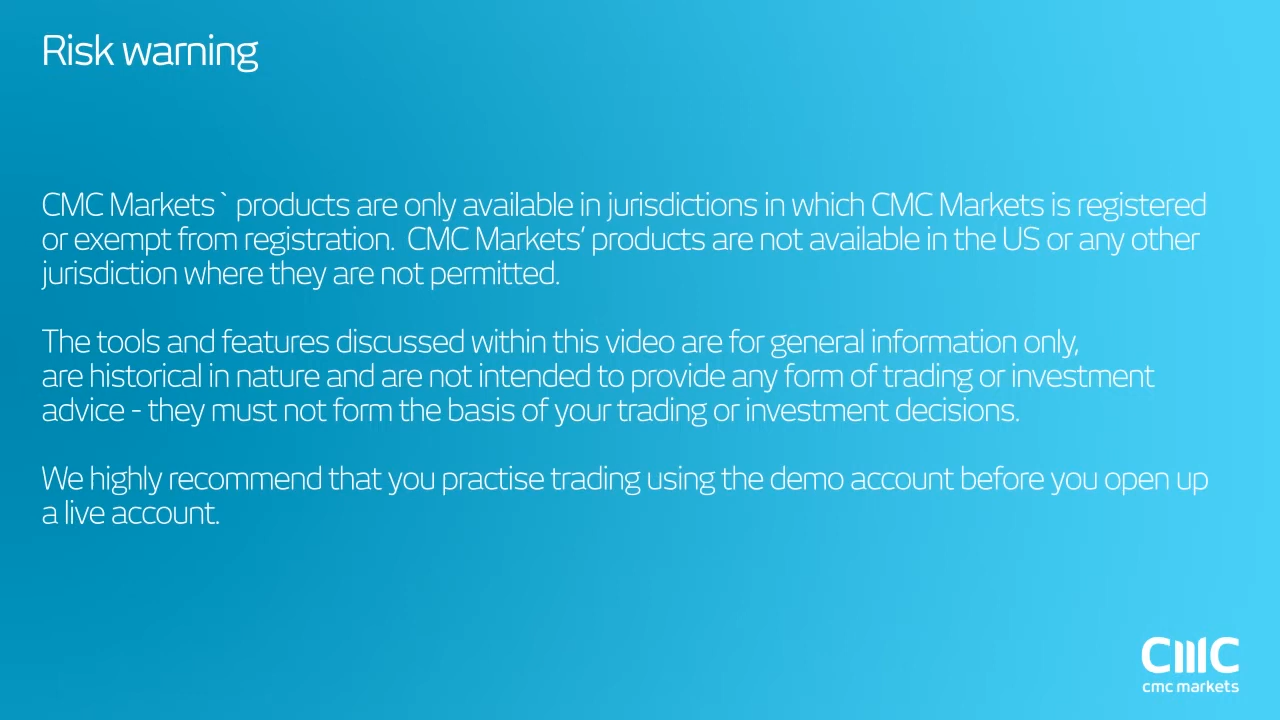 Risk warning
CMC Markets` products are only available in jurisdictions in which CMC Markets is registered
or exempt from registration.  CMC Markets’ products are not available in the US or any other
jurisdiction where they are not permitted.
The tools and features discussed within this video are for general information only,
are historical in nature and are not intended to provide any form of trading or investment
advice - they must not form the basis of your trading or investment decisions.
We highly recommend that you practise trading using the demo account before you open up
a live account.
CMC
cmc markets